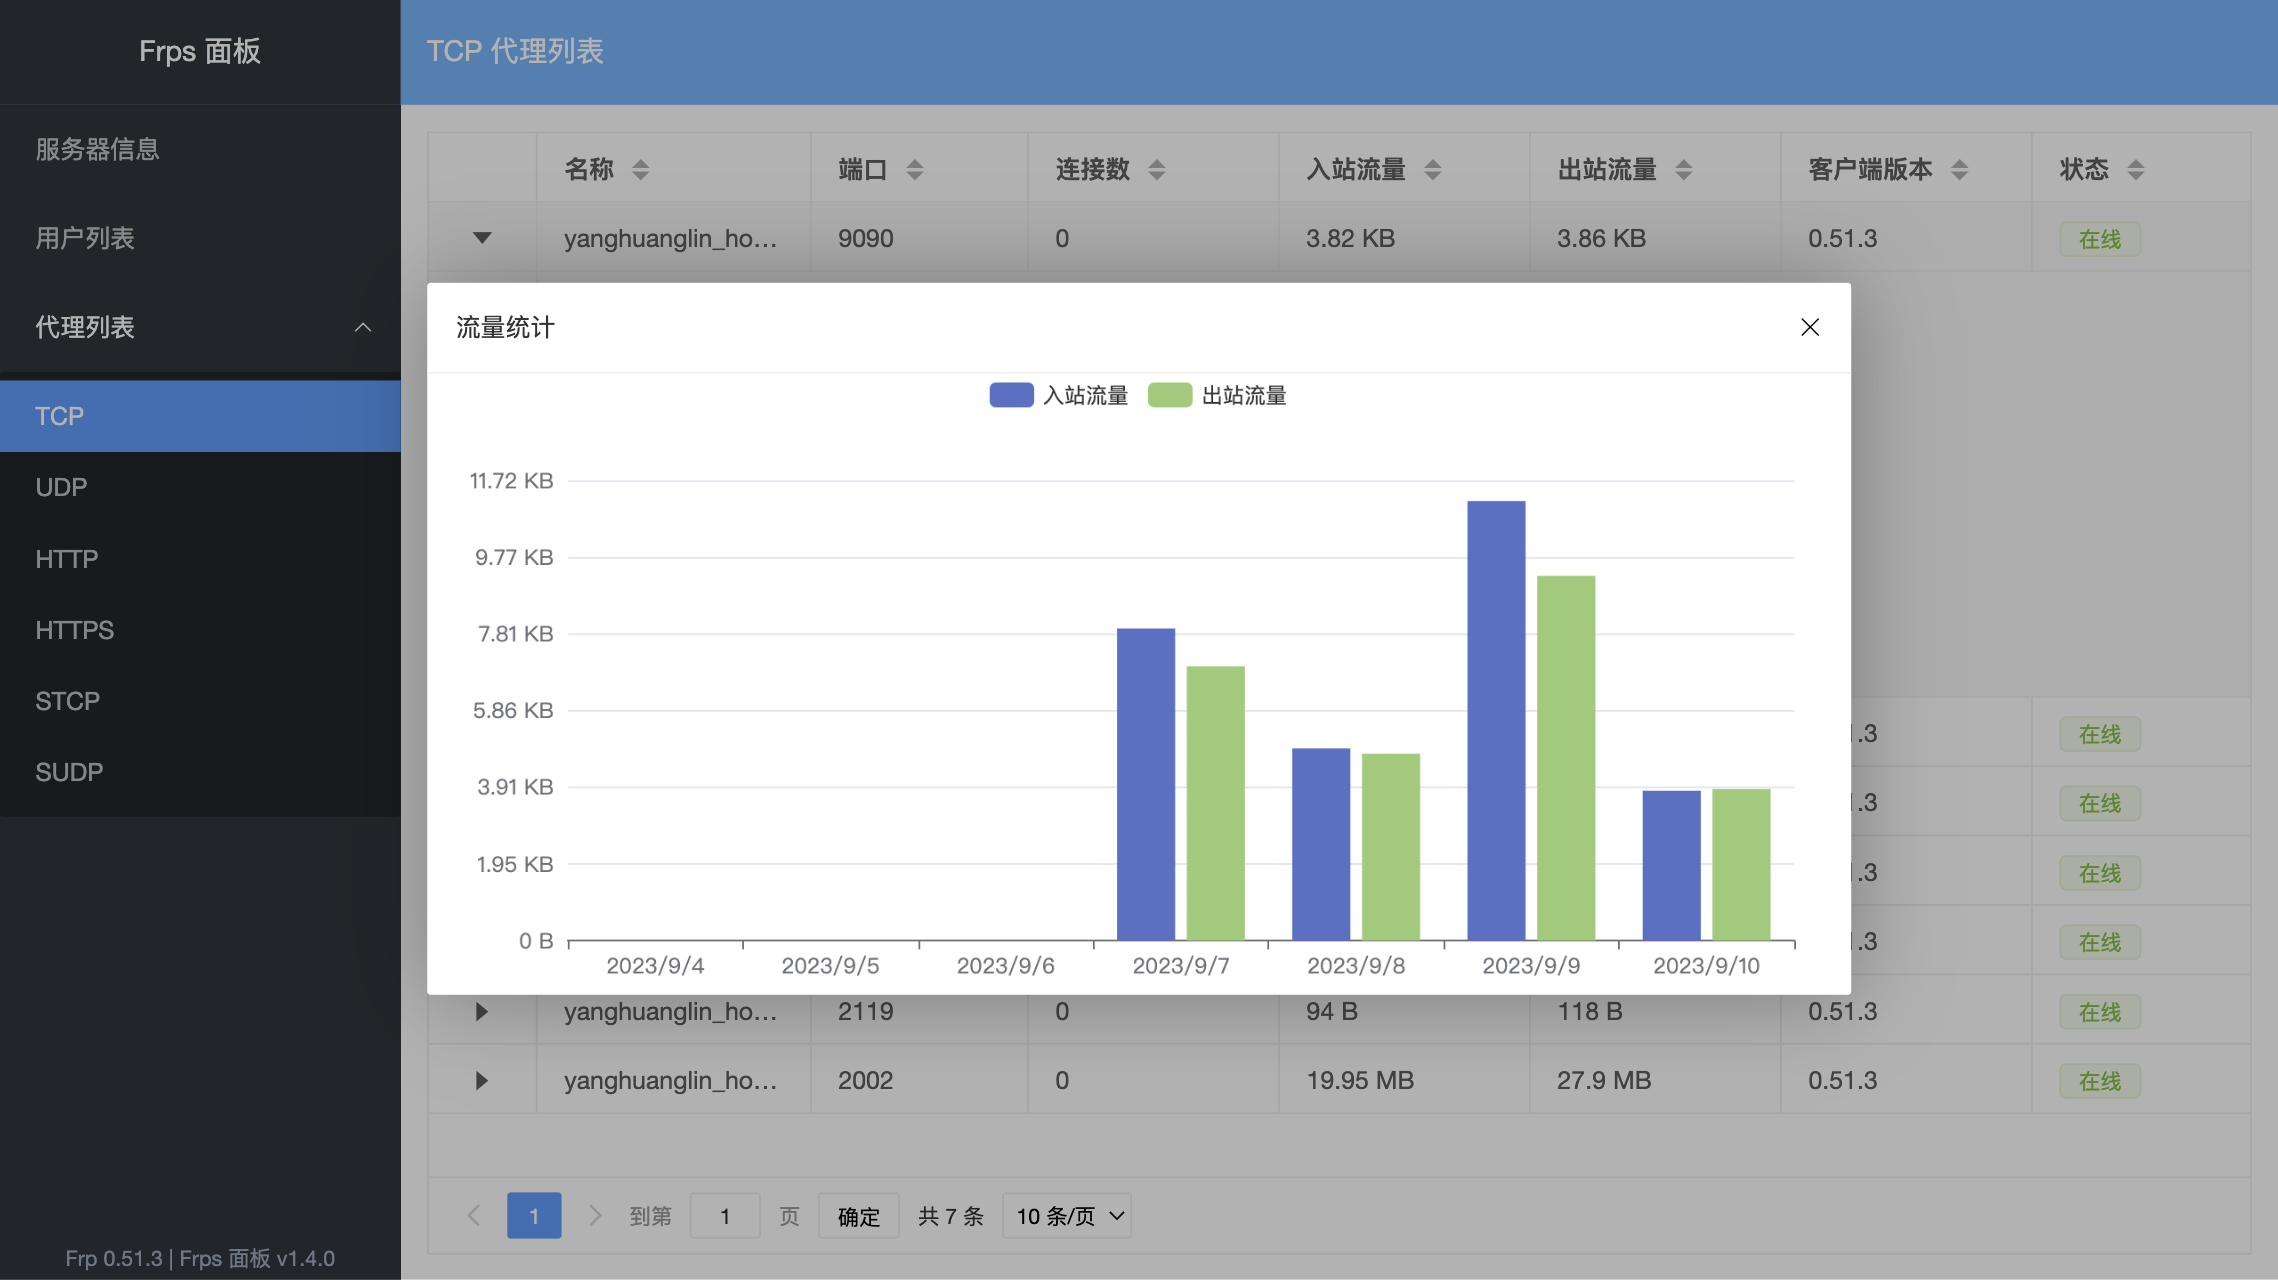 Frps 面板
服务器信息
用户列表
代理列表
TCP
UDP
HTTP
HTTPS
STCP
SUDP
Frp 0.51.3 | Frps 面板 v1.4.0
TCP 代理列表
名称 端口 连接数 入站流量 出站流量 客户端版本 状态
yanghuanglin_ho... 9090 0 3.82 KB 3.86 KB 0.51.3 在线
流量统计
入站流量 出站流量
11.72 KB
9.77 KB
7.81 KB
5.86 KB
3.91 KB
1.95 KB
0 B
2023/9/4 2023/9/5 2023/9/6 2023/9/7 2023/9/8 2023/9/9 2023/9/10
.3 在线
.3 在线
.3 在线
.3 在线
yanghuanglin_ho... 2119 0 94 B 118 B 0.51.3 在线
yanghuanglin_ho... 2002 0 19.95 MB 27.9 MB 0.51.3 在线
1 到第 1 页 确定 共 7 条 10 条/页